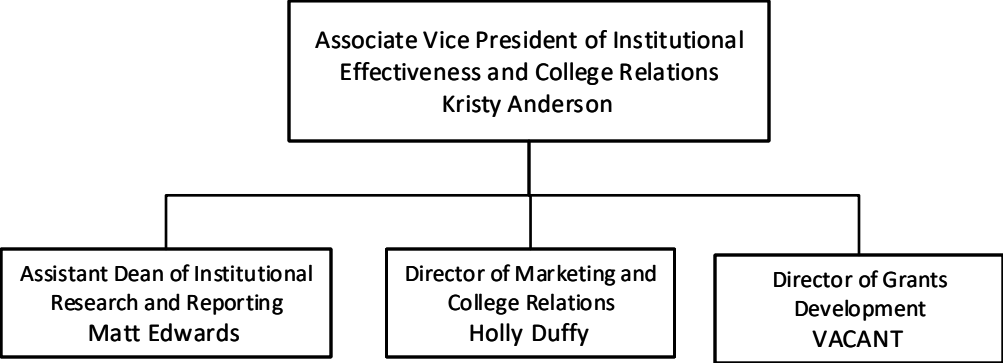 Associate Vice President of Institutional
Effectiveness and College Relations
Kristy Anderson
Assistant Dean of Institutional
Research and Reporting
Matt Edwards
Director of Marketing and
College Relations
Holly Duffy
Director of Grants
Development
VACANT